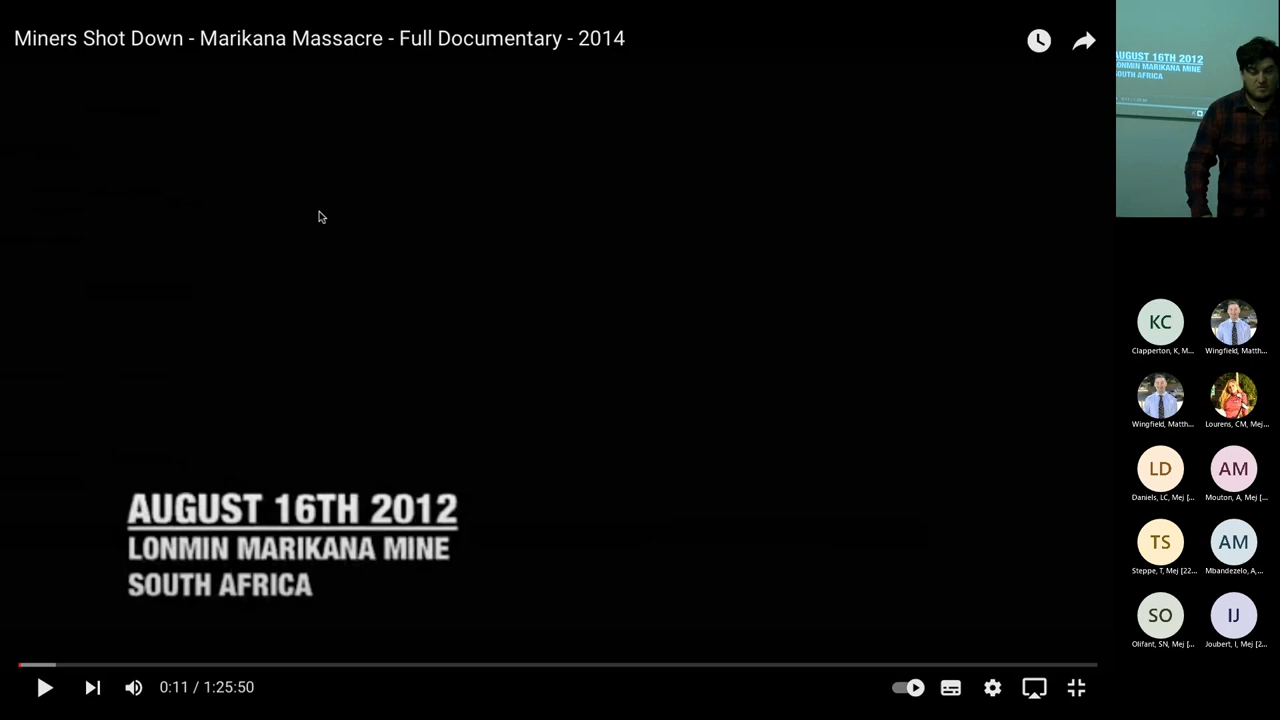 Miners Shot Down - Marikana Massacre - Full Documentary - 2014
AUGUST 16TH 2012
LONMIN MARIKANA MINE
SOUTH AFRICA
0:11 / 1:25:50
AUGUST 16TH 2012
LONMIN MARIKANA MINE
SOUTH AFRICA
KC
Clapperton, K, M...
Wingfield, Matth...
Wingfield, Matth...
Lourens, CM, Mej...
LD
Daniels, LC, Mej [...
AM
Mouton, A, Mej [...
TS
Steppe, T, Mej [22...
AM
Mbandezelo, A,...
SO
Olifant, SN, Mej [...
IJ
Joubert, I, Mej [2...